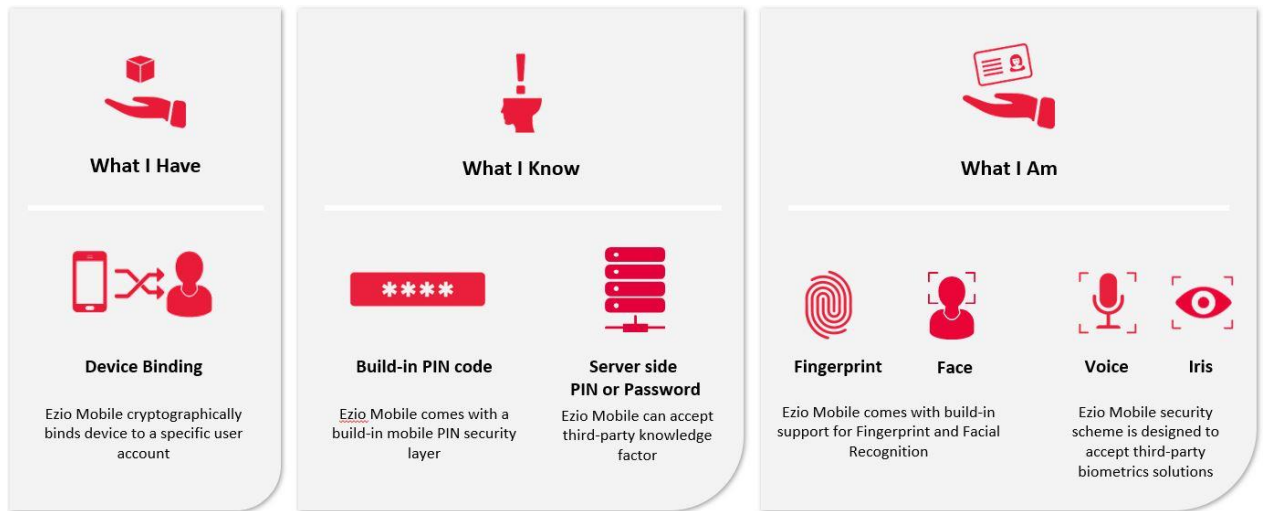 What I Have
Device Binding
Ezio Mobile cryptographically
binds device to a specific user
account
What I Know
****
Build-in PIN code
Ezio Mobile comes with a
build-in mobile PIN security
layer
Server side
PIN or Password
Ezio Mobile can accept
third-party knowledge
factor
What I Am
Fingerprint
Face
Ezio Mobile comes with build-in
support for Fingerprint and Facial
Recognition
Voice
Iris
Ezio Mobile security
scheme is designed to
accept third-party
biometrics solutions